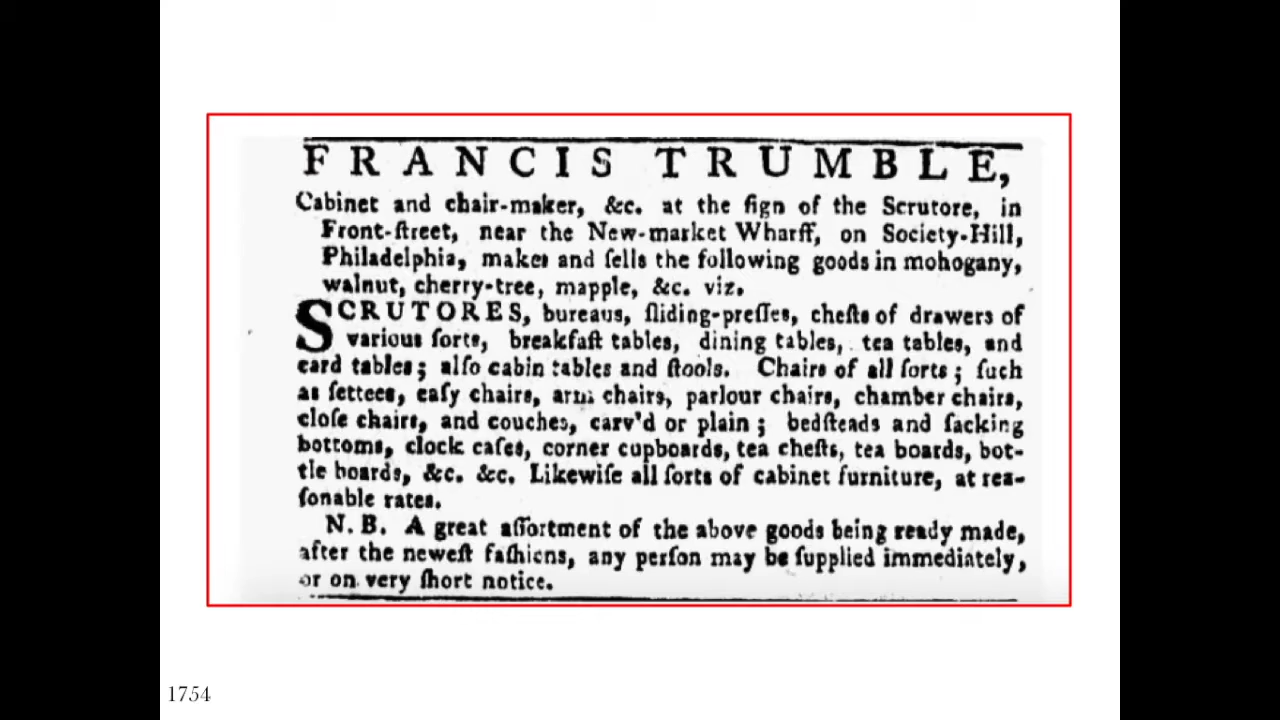 FRANCIS TRUMBLE,
Cabinet and chair-maker, &c. at the ſign of the Scrutore, in
Front-ſtreet, near the New-market Wharff, on Society-Hill,
Philadelphia, makes and ſells the following goods in mohogany,
walnut, cherry-tree, mapple, &c. viz.
SCRUTORES, bureaus, ſliding-preſſes, cheſts of drawers of
various ſorts, breakfaſt tables, dining tables, tea tables, and
card tables; alſo cabin tables and ſtools. Chairs of all ſorts; ſuch
as ſettees, eaſy chairs, arm chairs, parlour chairs, chamber chairs,
cloſe chairs, and couches, carv'd or plain; bedſteads and ſacking
bottoms, clock caſes, corner cupboards, tea cheſts, tea boards, bot-
tle boards, &c. &c. Likewiſe all ſorts of cabinet furniture, at rea-
ſonable rates.
N. B. A great aſſortment of the above goods being ready made,
after the neweſt faſhions, any perſon may be ſupplied immediately,
or on very ſhort notice.
1754